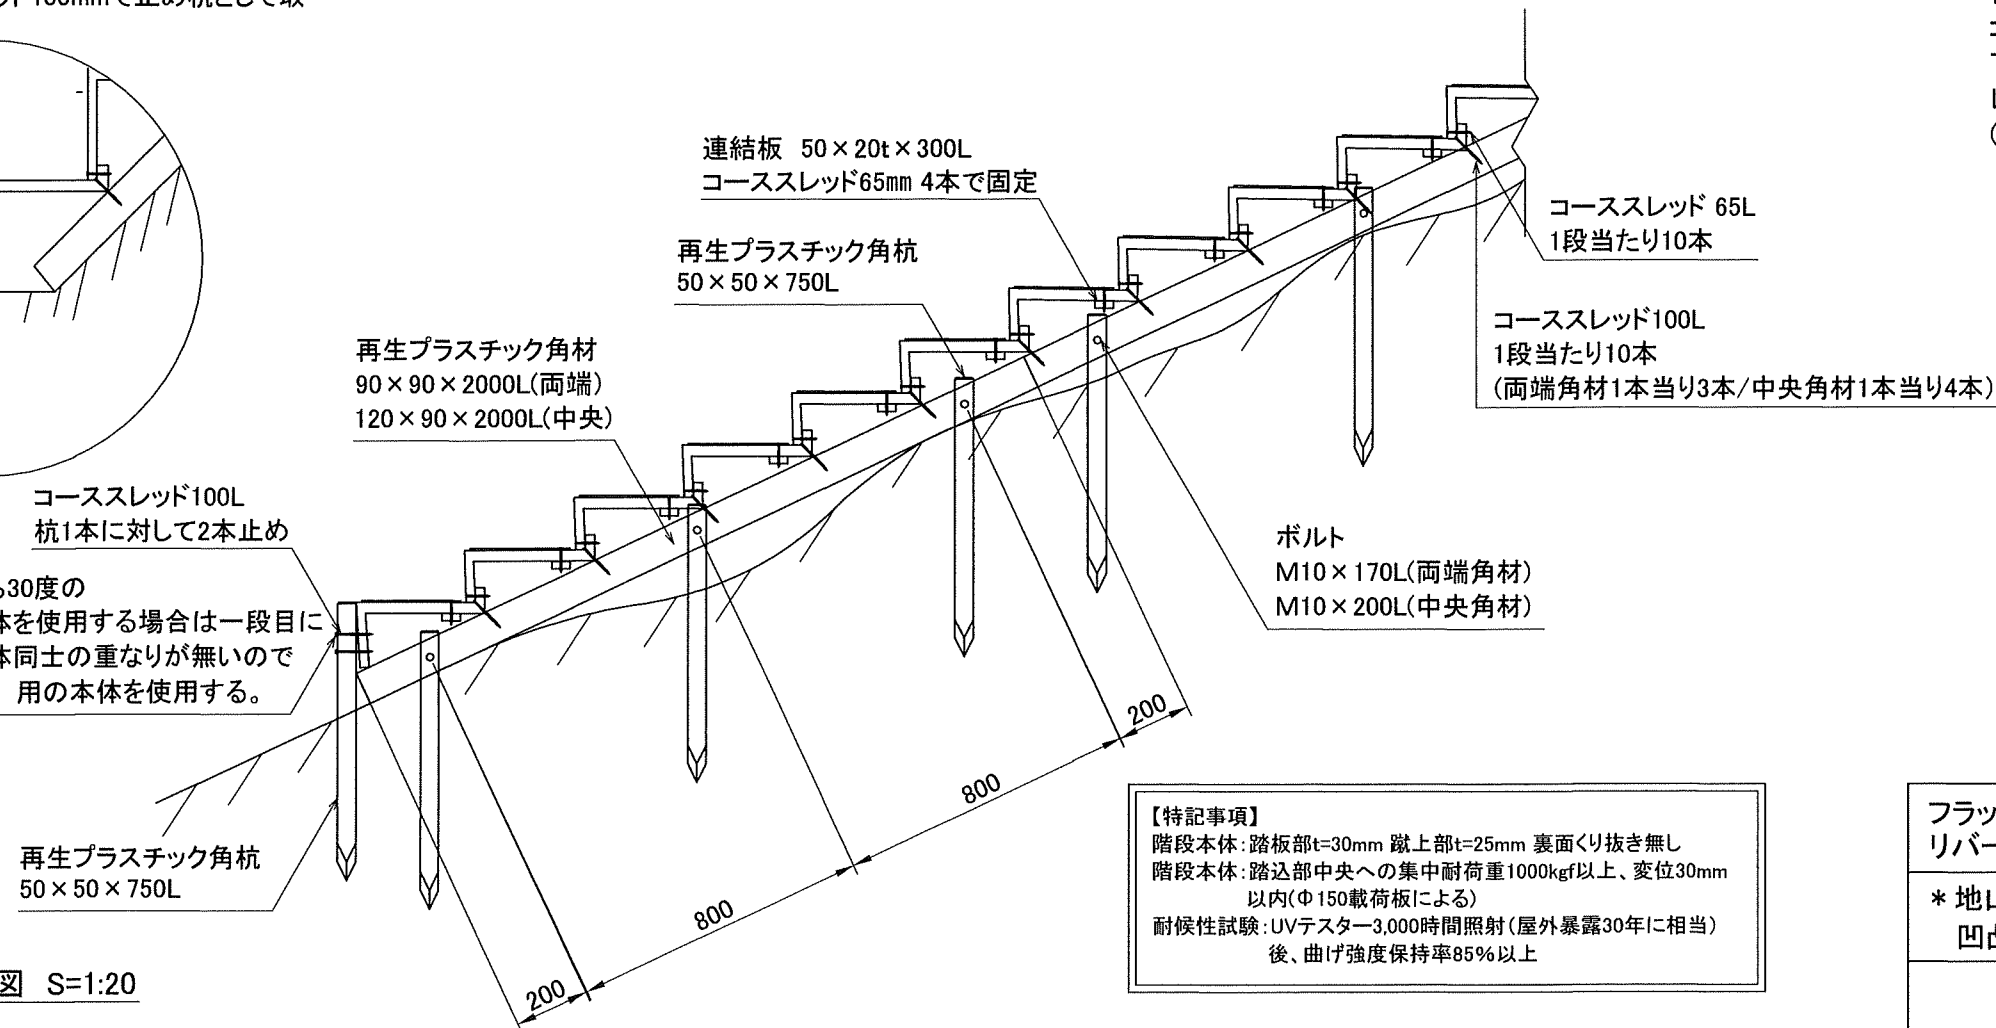 連結板 50×20t×300L
コーススレッド65mm 4本で固定
再生プラスチック角杭
50×50×750L
再生プラスチック角材
90×90×2000L(両端)
120×90×2000L(中央)
コーススレッド 65L
1段当たり10本
コーススレッド100L
1段当たり10本
(両端角材1本当り3本/中央角材1本当り4本)
コーススレッド100L
杭1本に対して2本止め
30度の
を使用する場合は一段目に
同士の重なりが無いので
用の本体を使用する。
ボルト
M10×170L(両端角材)
M10×200L(中央角材)
200
800
800
200
再生プラスチック角杭
50×50×750L
図 S=1:20
【特記事項】
階段本体:踏板部t=30mm 蹴上部t=25mm 裏面くり抜き無し
階段本体:踏込部中央への集中耐荷重1000kgf以上、変位30mm
以内(Φ150載荷板による)
耐候性試験:UVテスター3,000時間照射(屋外暴露30年に相当)
後、曲げ強度保持率85%以上
フラッ
リバー
*地
凹